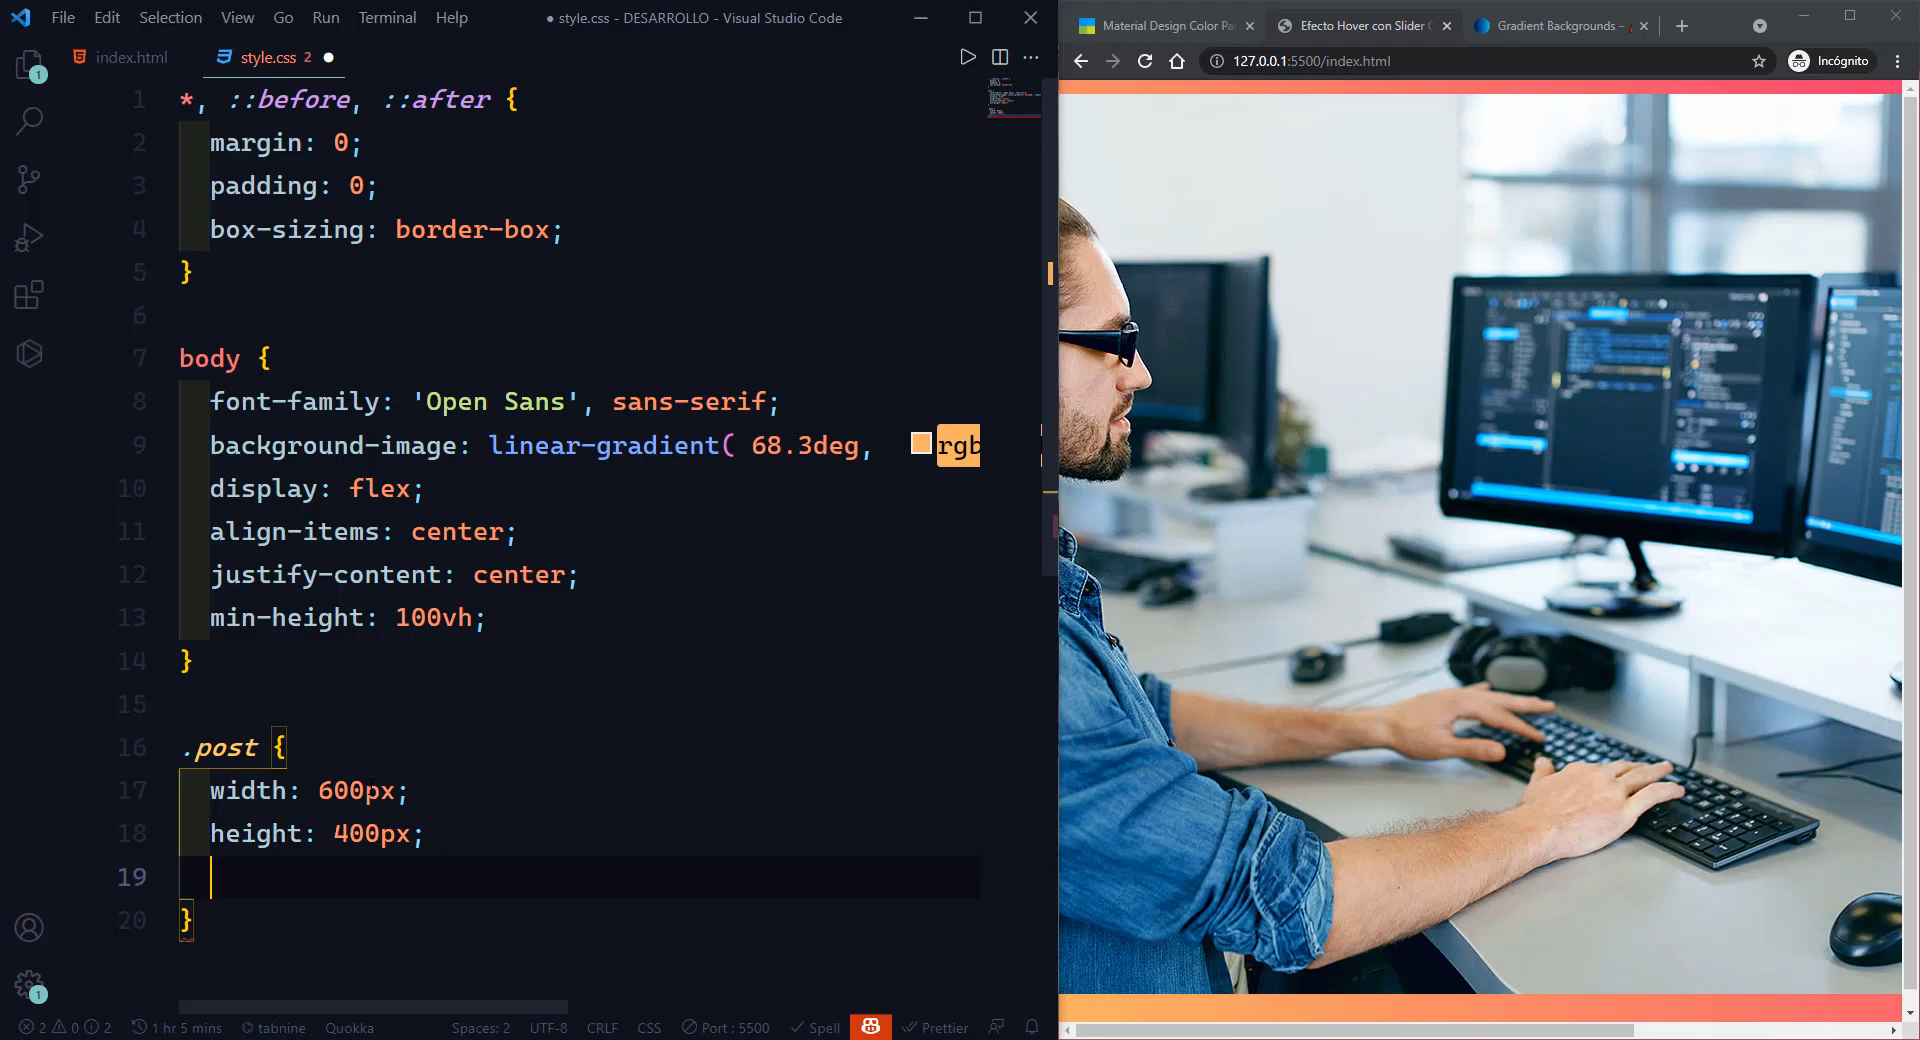 File Edit Selection View Go Run Terminal Help
● style.css - DESARROLLO - Visual Studio Code
index.html
style.css 2
1 *, ::before, ::after {
2 margin: 0;
3 padding: 0;
4 box-sizing: border-box;
5 }
6
7 body {
8 font-family: 'Open Sans', sans-serif;
9 background-image: linear-gradient( 68.3deg, rgb
10 display: flex;
11 align-items: center;
12 justify-content: center;
13 min-height: 100vh;
14 }
15
16 .post {
17 width: 600px;
18 height: 400px;
19
20 }
1
1
2 0 2 1 hr 5 mins tabnine Quokka Spaces: 2 UTF-8 CRLF CSS Port : 5500 Spell Prettier
Material Design Color Pa
Efecto Hover con Slider
Gradient Backgrounds –
127.0.0.1:5500/index.html
Incógnito